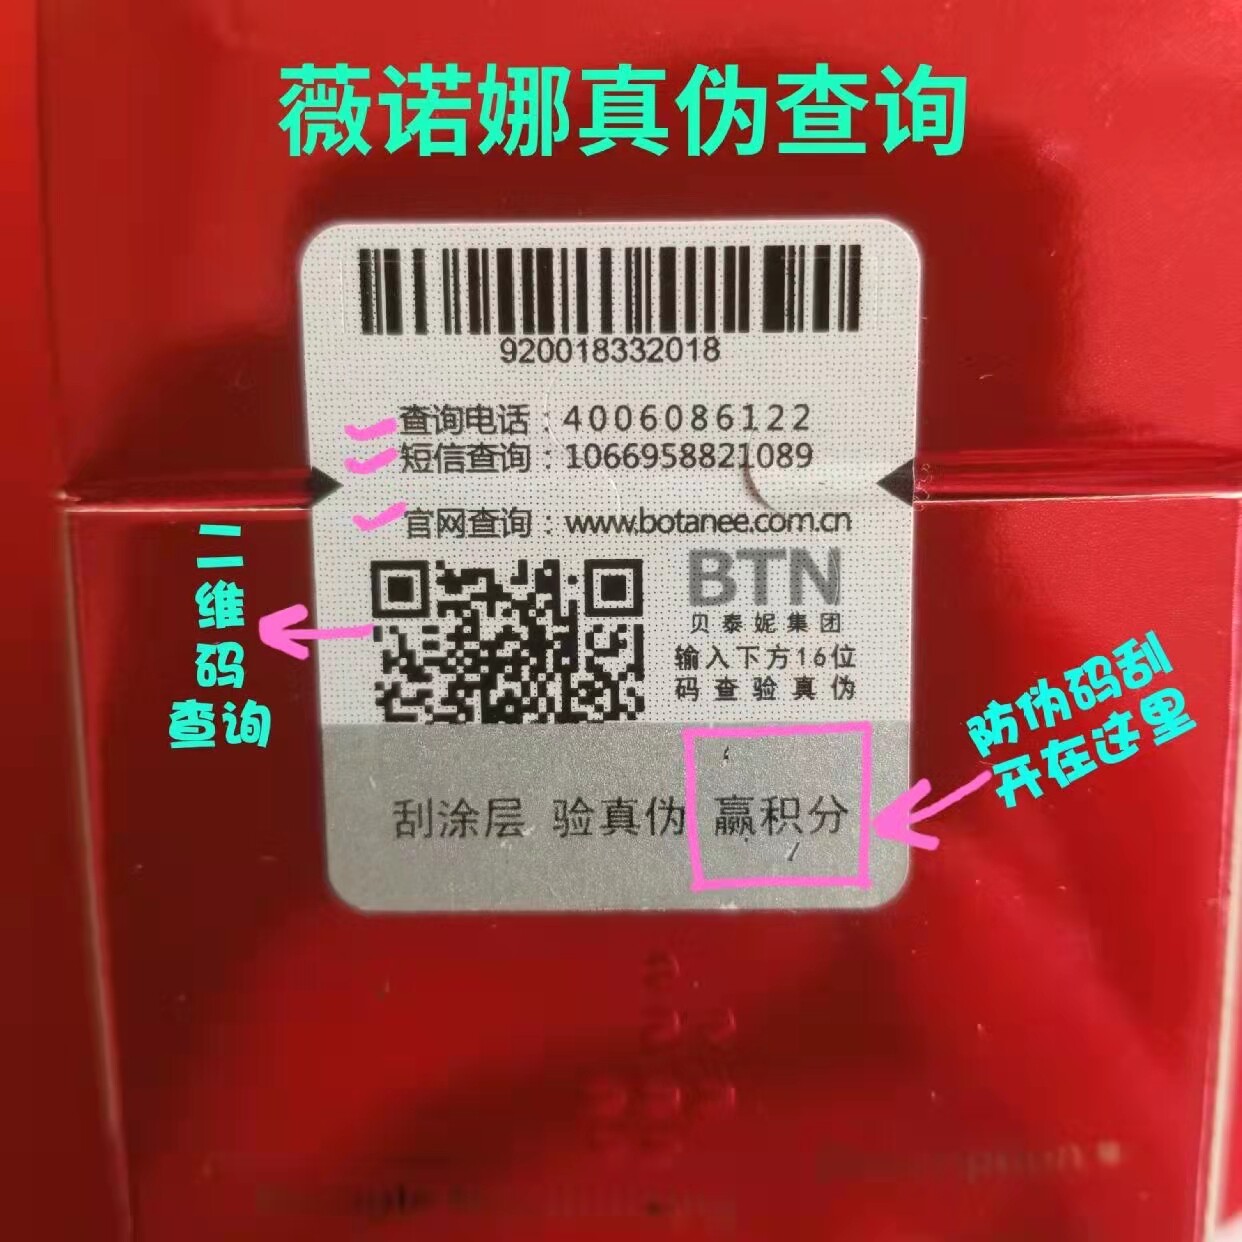 薇诺娜真伪查询
920018332018
查询电话：4006086122
短信查询：1066958821089
官网查询：www.botanee.com.cn
二维码查询
BTN
贝泰妮集团
输入下方16位
码查验真伪
防伪码刮
开在这里
刮涂层 验真伪 赢积分